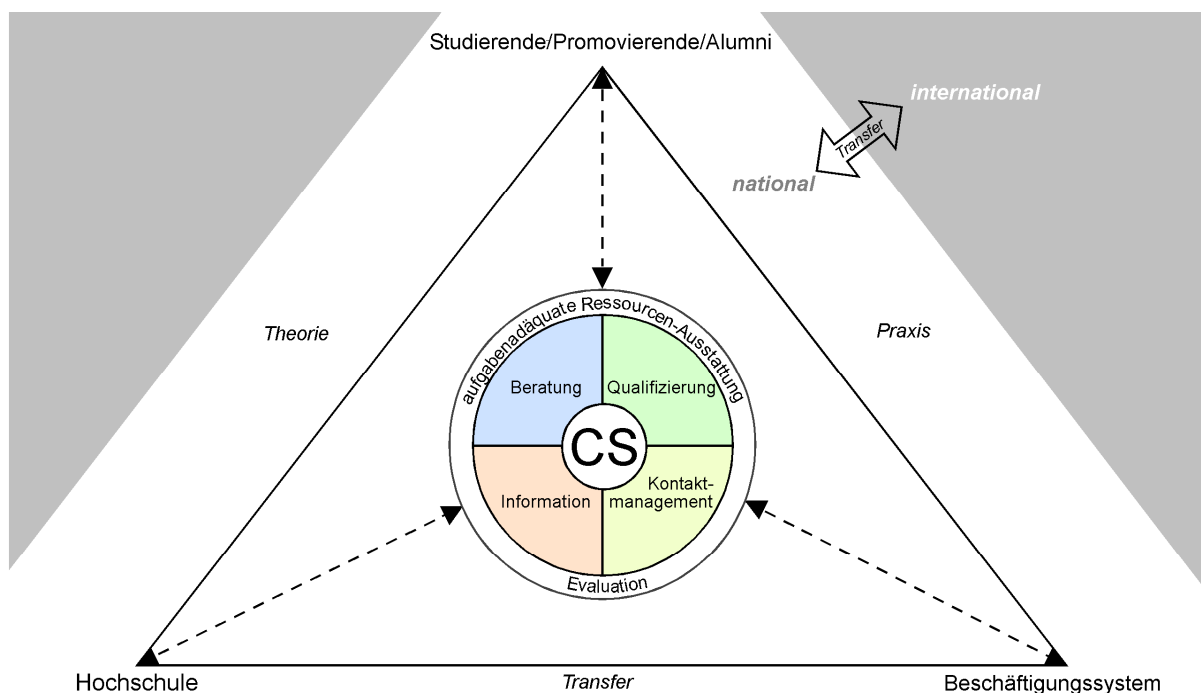 Studierende/Promovierende/Alumni
international
Transfer
national
Theorie
Praxis
aufgabenadäquate Ressourcen-Ausstattung
Beratung
Qualifizierung
CS
Information
Kontakt-
management
Evaluation
Hochschule
Transfer
Beschäftigungssystem